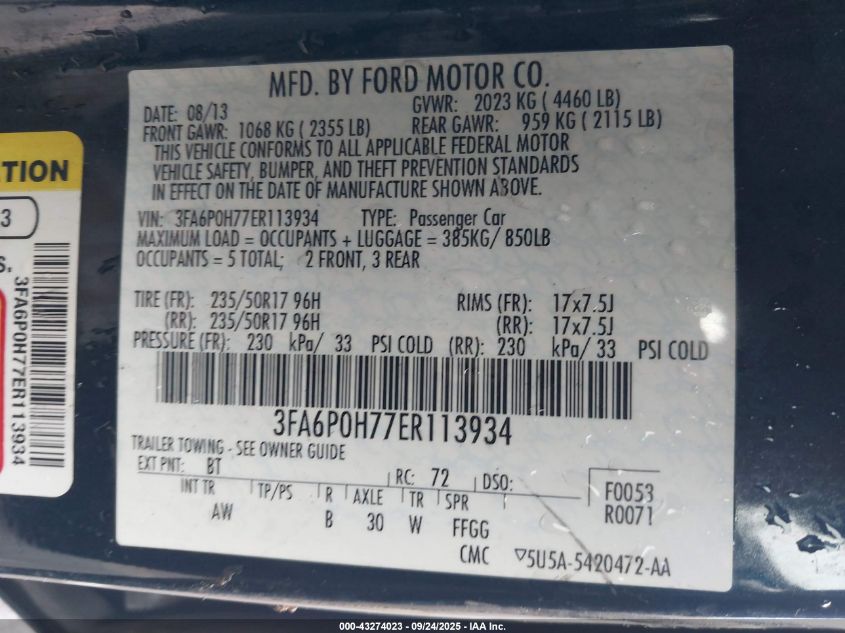 MFD. BY FORD MOTOR CO.
DATE: 08/13 GVWR: 2023 KG ( 4460 LB)
FRONT GAWR: 1068 KG ( 2355 LB) REAR GAWR: 959 KG ( 2115 LB)
THIS VEHICLE CONFORMS TO ALL APPLICABLE FEDERAL MOTOR
VEHICLE SAFETY, BUMPER, AND THEFT PREVENTION STANDARDS
IN EFFECT ON THE DATE OF MANUFACTURE SHOWN ABOVE.
VIN: 3FA6P0H77ER113934 TYPE: Passenger Car
MAXIMUM LOAD = OCCUPANTS + LUGGAGE = 385KG/ 850LB
OCCUPANTS = 5 TOTAL; 2 FRONT, 3 REAR
TIRE (FR): 235/50R17 96H RIMS (FR): 17x7.5J
(RR): 235/50R17 96H (RR): 17x7.5J
PRESSURE (FR): 230 kPa/ 33 PSI COLD (RR): 230 kPa/ 33 PSI COLD
3FA6P0H77ER113934
TRAILER TOWING - SEE OWNER GUIDE
EXT PNT: BT RC: 72 DSO:
INT TR TP/PS R AXLE TR SPR
AW B 30 W FFGG
F0053
R0071
CMC ▽5U5A-5420472-AA
TION
3
S.
3FA6P0H77ER113934
000-43274023 - 09/24/2025 - IAA Inc.